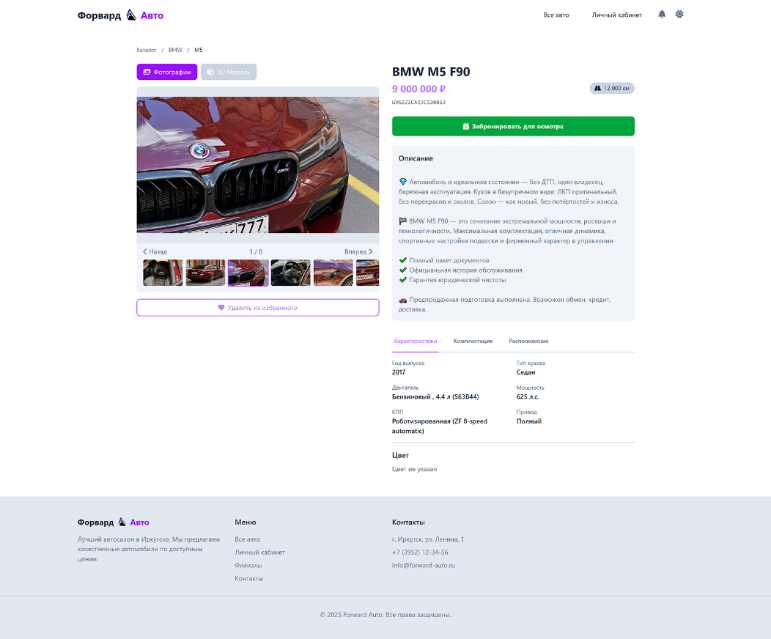 Форвард Авто
Все авто
Личный кабинет
Каталог / BMW / M5
Фотографии
3D Модель
BMW M5 F90
9 000 000 ₽
12 000 км
Забронировать для осмотра
Описание
💎 Автомобиль в идеальном состоянии — без ДТП, один владелец,
бережная эксплуатация. Кузов в безупречном виде: ЛКП оригинальный,
без перекрасов и сколов. Салон — как новый, без потёртостей и износа.
🏁 BMW M5 F90 — это сочетание экстремальной мощности, роскоши и
технологичности. Максимальная комплектация, отличная динамика,
спортивные настройки подвески и фирменный характер в управлении.
✔ Полный пакет документов
✔ Официальная история обслуживания
✔ Гарантия юридической чистоты
🚗 Предпродажная подготовка выполнена. Возможен обмен, кредит,
доставка.
Назад
3 / 8
Вперед
Удалить из избранного
Характеристики
Комплектация
Расположение
Год выпуска
2017
Тип кузова
Седан
Двигатель
Бензиновый , 4.4 л (S63B44)
Мощность
625 л.с.
КПП
Роботизированная (ZF 8-speed
automatic)
Привод
Полный
Цвет
Цвет не указан
Форвард Авто
Лучший автосалон в Иркутске. Мы предлагаем
качественные автомобили по доступным
ценам.
Меню
Все авто
Личный кабинет
Филиалы
Контакты
Контакты
г. Иркутск, ул. Ленина, 1
+7 (3952) 12-34-56
info@forward-auto.ru
© 2025 Forward Auto. Все права защищены.